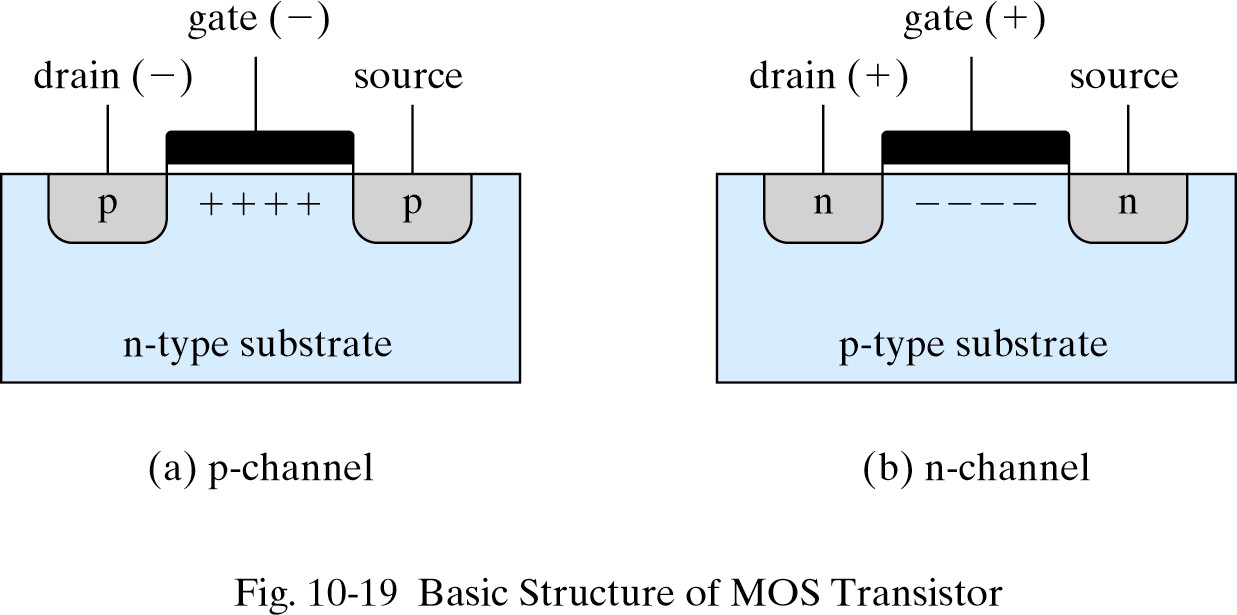 gate (−)
drain (−) source
p + + + + p
n-type substrate
(a) p-channel
gate (+)
drain (+) source
n − − − − n
p-type substrate
(b) n-channel
Fig. 10-19 Basic Structure of MOS Transistor